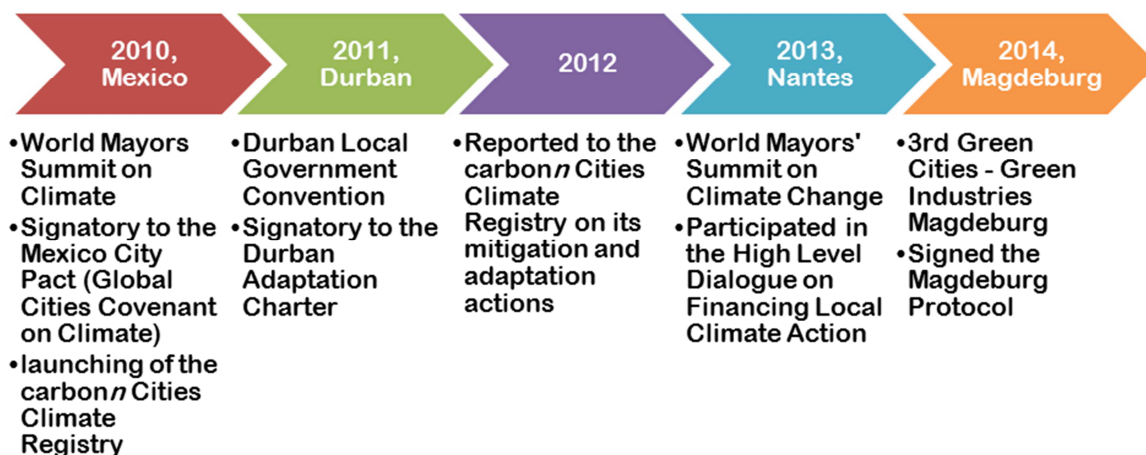 2010,
Mexico
2011,
Durban
2012
2013,
Nantes
2014,
Magdeburg
•World Mayors
Summit on
Climate
•Signatory to the
Mexico City
Pact (Global
Cities Covenant
on Climate)
•launching of the
carbonn Cities
Climate
Registry
•Durban Local
Government
Convention
•Signatory to the
Durban
Adaptation
Charter
•Reported to the
carbonn Cities
Climate
Registry on its
mitigation and
adaptation
actions
•World Mayors'
Summit on
Climate Change
•Participated in
the High Level
Dialogue on
Financing Local
Climate Action
•3rd Green
Cities - Green
Industries
Magdeburg
•Signed the
Magdeburg
Protocol